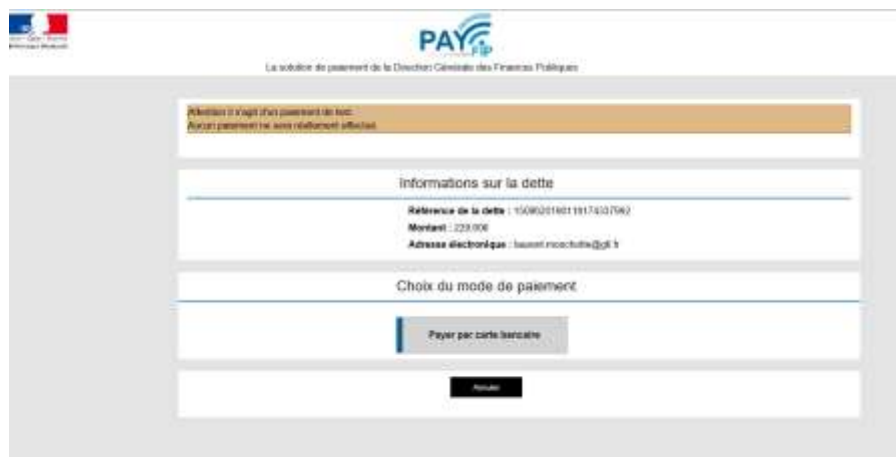 PAYFiP
La solution de paiement de la Direction Générale des Finances Publiques
Attention il s'agit d'un paiement de test.
Aucun paiement ne sera réellement effectué.
Informations sur la dette
Référence de la dette :
Montant :
Adresse électronique :
Choix du mode de paiement
Payer par carte bancaire
Annuler